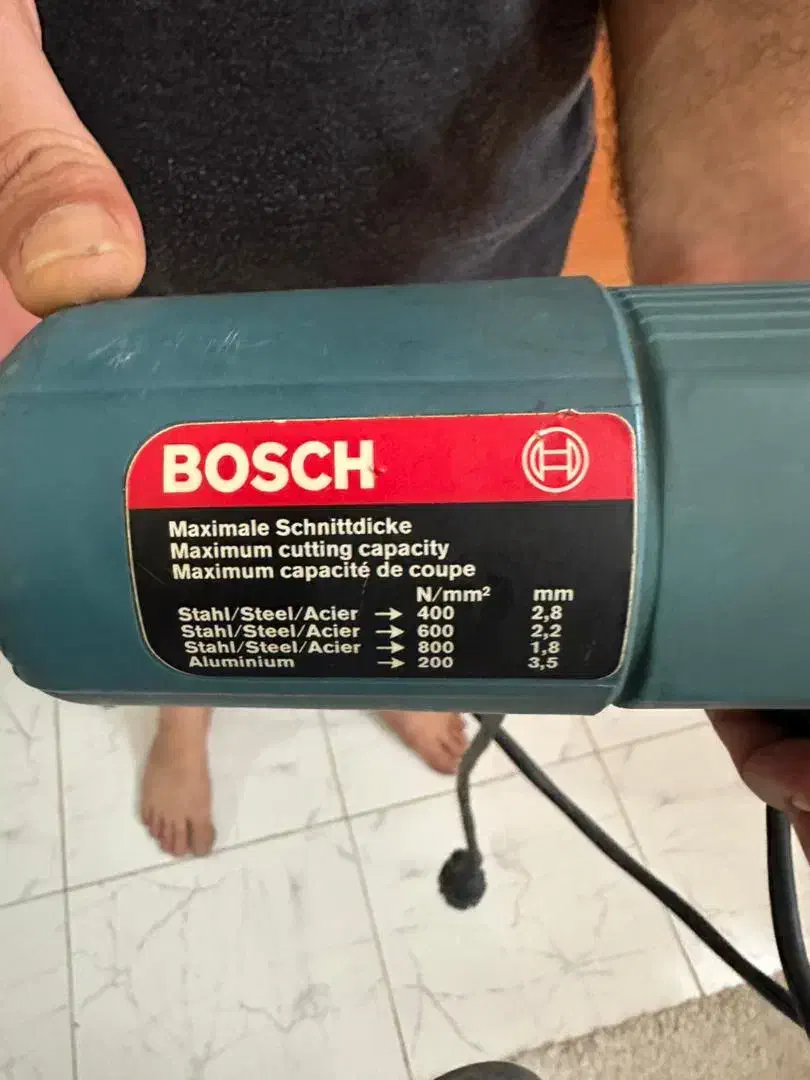 BOSCH
Maximale Schnittdicke
Maximum cutting capacity
Maximum capacité de coupe
N/mm² mm
Stahl/Steel/Acier → 400 2,8
Stahl/Steel/Acier → 600 2,2
Stahl/Steel/Acier → 800 1,8
Aluminium → 200 3,5